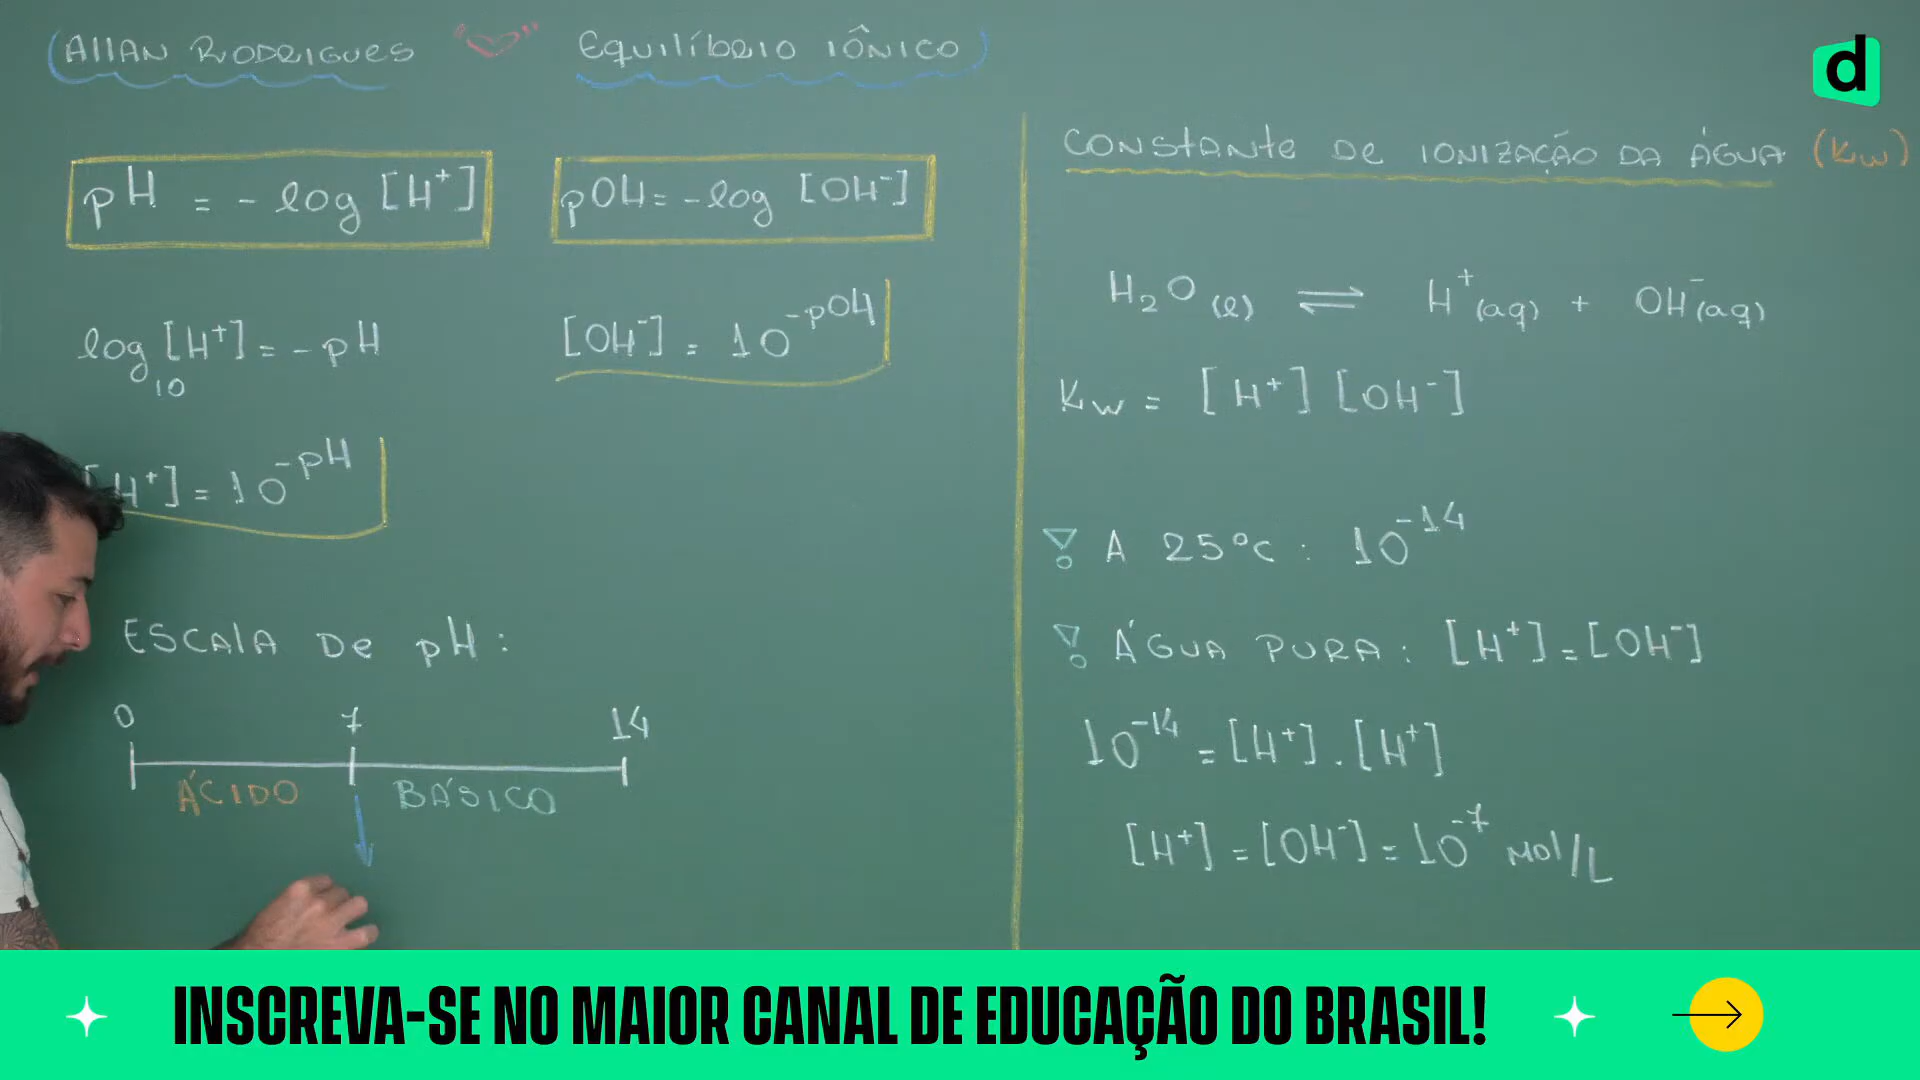 Allan Rodrigues
Equilíbrio Iônico
pH = - log [H⁺]
pOH = - log [OH⁻]
log₁₀ [H⁺] = - pH
[OH⁻] = 10⁻ᵖᴼᴴ
[H⁺] = 10⁻ᵖᴴ
ESCALA DE pH:
0 7 14
ÁCIDO BÁSICO
CONSTANTE DE IONIZAÇÃO DA ÁGUA (Kw)
H₂O (l) ⇌ H⁺(aq) + OH⁻(aq)
Kw = [H⁺] [OH⁻]
A 25°C : 10⁻¹⁴
ÁGUA PURA : [H⁺] = [OH⁻]
10⁻¹⁴ = [H⁺] . [H⁺]
[H⁺] = [OH⁻] = 10⁻⁷ mol/L
d
INSCREVA-SE NO MAIOR CANAL DE EDUCAÇÃO DO BRASIL!